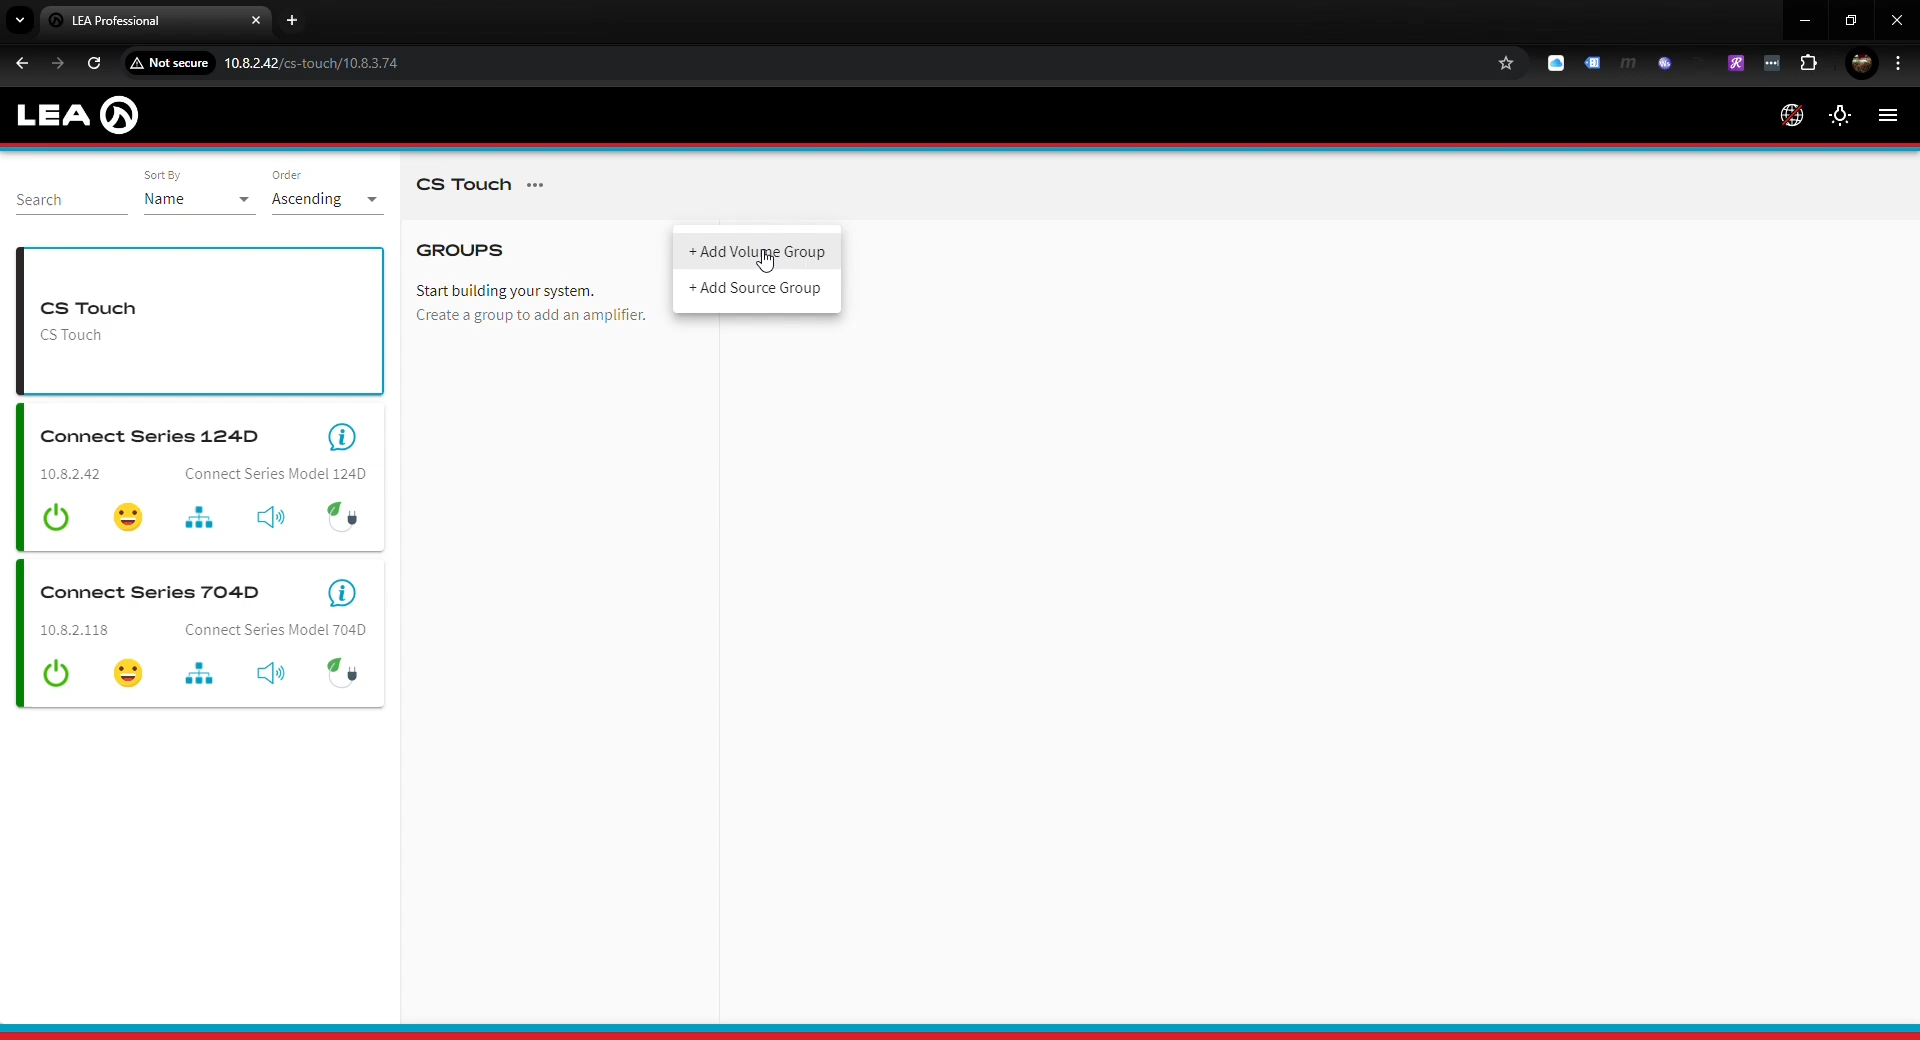 LEA Professional
Not secure
10.8.2.42/cs-touch/10.8.3.74
LEA
Search
Sort By
Name
Order
Ascending
CS Touch
CS Touch
Connect Series 124D
10.8.2.42
Connect Series Model 124D
Connect Series 704D
10.8.2.118
Connect Series Model 704D
CS Touch
GROUPS
Start building your system.
Create a group to add an amplifier.
+ Add Volume Group
+ Add Source Group